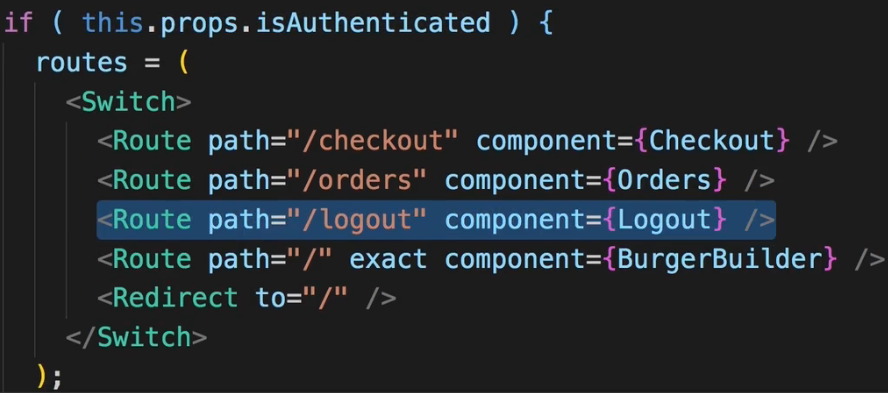 if ( this.props.isAuthenticated ) {
routes = (
<Switch>
<Route path="/checkout" component={Checkout} />
<Route path="/orders" component={Orders} />
<Route path="/logout" component={Logout} />
<Route path="/" exact component={BurgerBuilder} />
<Redirect to="/" />
</Switch>
);